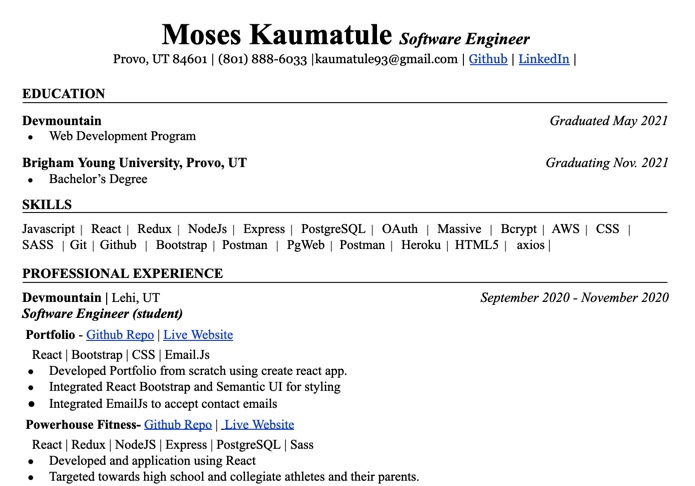 Moses Kaumatule Software Engineer
Provo, UT 84601 | (801) 888-6033 |kaumatule93@gmail.com | Github | LinkedIn |
EDUCATION
Devmountain Graduated May 2021
● Web Development Program
Brigham Young University, Provo, UT Graduating Nov. 2021
● Bachelor's Degree
SKILLS
Javascript | React | Redux | NodeJs | Express | PostgreSQL | OAuth | Massive | Bcrypt | AWS | CSS |
SASS | Git | Github | Bootstrap | Postman | PgWeb | Postman | Heroku | HTML5 | axios |
PROFESSIONAL EXPERIENCE
Devmountain | Lehi, UT September 2020 - November 2020
Software Engineer (student)
Portfolio - Github Repo | Live Website
React | Bootstrap | CSS | Email.Js
● Developed Portfolio from scratch using create react app.
● Integrated React Bootstrap and Semantic UI for styling
● Integrated EmailJs to accept contact emails
Powerhouse Fitness- Github Repo | Live Website
React | Redux | NodeJS | Express | PostgreSQL | Sass
● Developed and application using React
● Targeted towards high school and collegiate athletes and their parents.